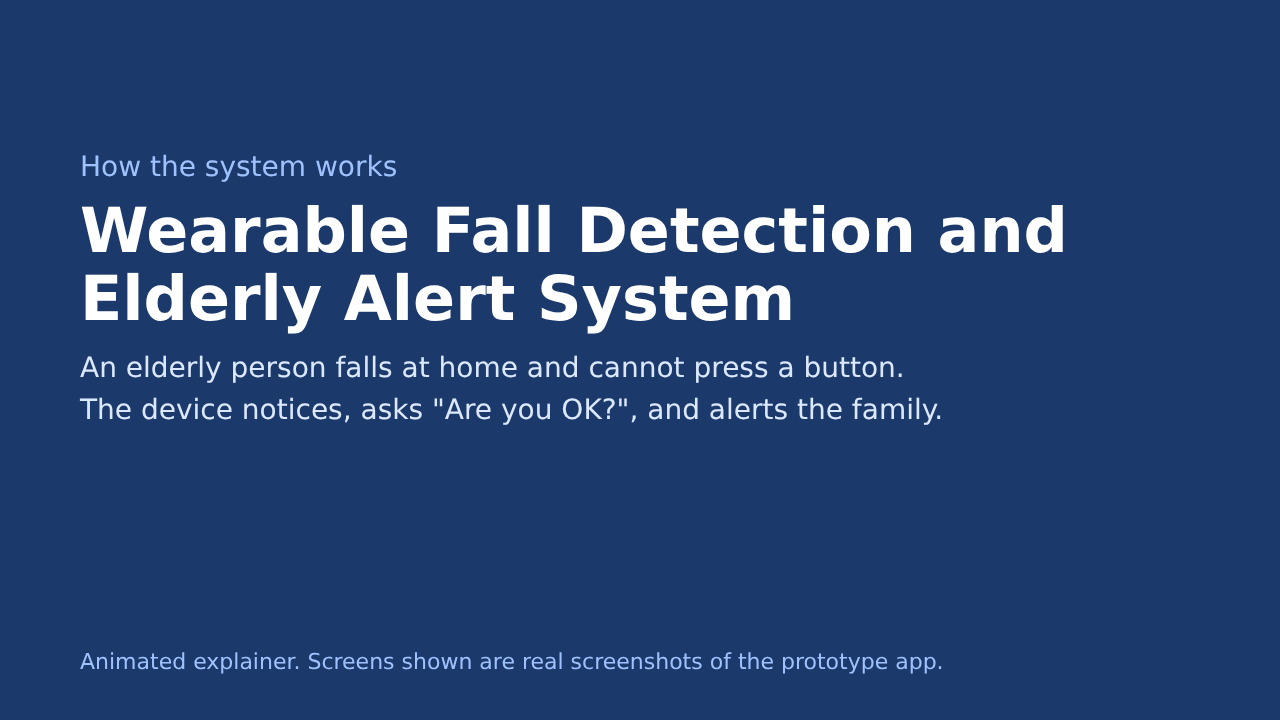 How the system works
Wearable Fall Detection and
Elderly Alert System
An elderly person falls at home and cannot press a button.
The device notices, asks "Are you OK?", and alerts the family.
Animated explainer. Screens shown are real screenshots of the prototype app.